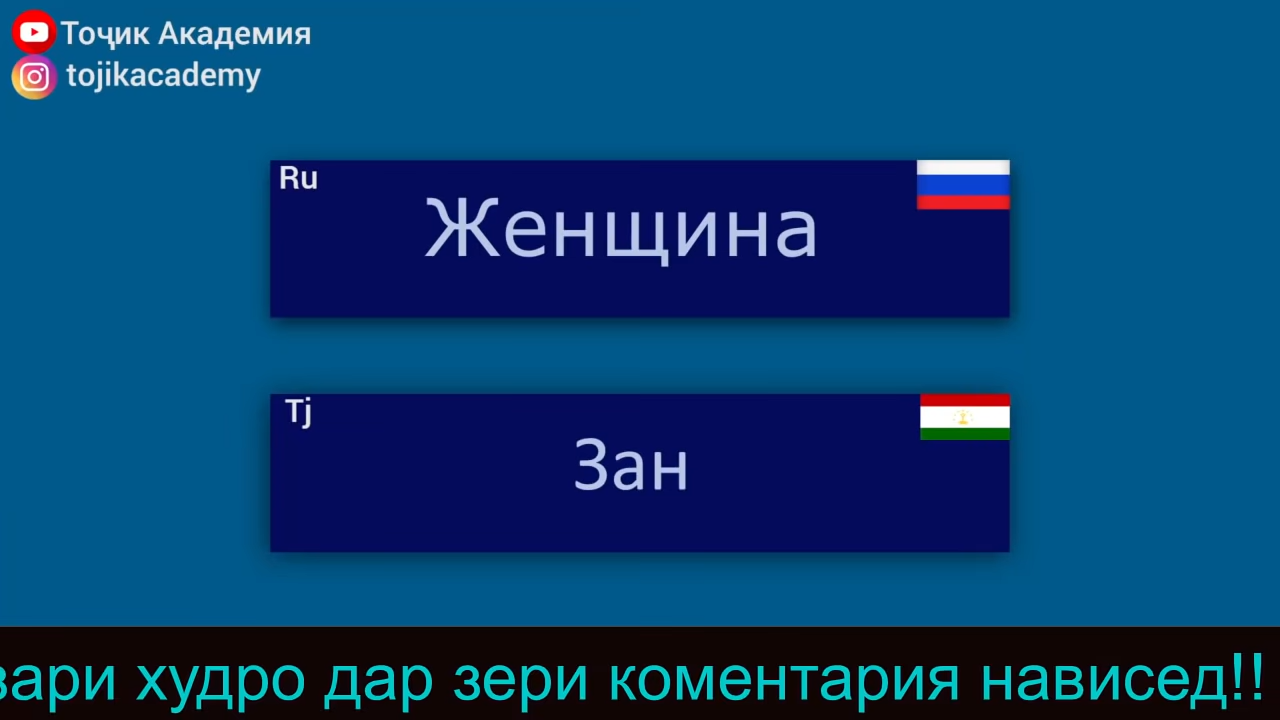 Тоҷик Академия
tojikacademy
Ru
Женщина
Tj
Зан
худро дар зери коментария нависед!!